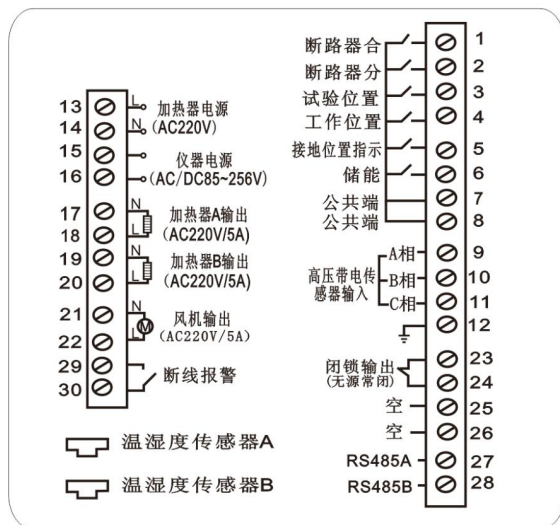 13 L 加热器电源
14 N (AC220V)
15 仪器电源
16 (AC/DC85~256V)
17 N 加热器A输出
18 L (AC220V/5A)
19 N 加热器B输出
20 L (AC220V/5A)
21 N 风机输出
M
22 L (AC220V/5A)
29 断线报警
30
温湿度传感器A
温湿度传感器B
断路器合 1
断路器分 2
试验位置 3
工作位置 4
接地位置指示 5
储能 6
公共端 7
公共端 8
A相 9
高压带电传
B相 10
感器输入
C相 11
12
闭锁输出 23
(无源常闭) 24
空 25
空 26
RS485A 27
RS485B 28